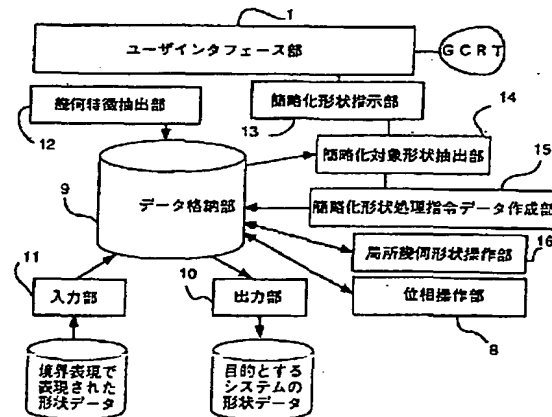 1
ユーザインタフェース部
GCRT
幾何特徴抽出部
12
簡略化形状指示部
13
14
簡略化対象形状抽出部
15
データ格納部
9
簡略化形状処理指令データ作成部
局所幾何形状操作部
16
11
入力部
10
出力部
位相操作部
8
境界表現で
表現された
形状データ
目的とする
システムの
形状データ